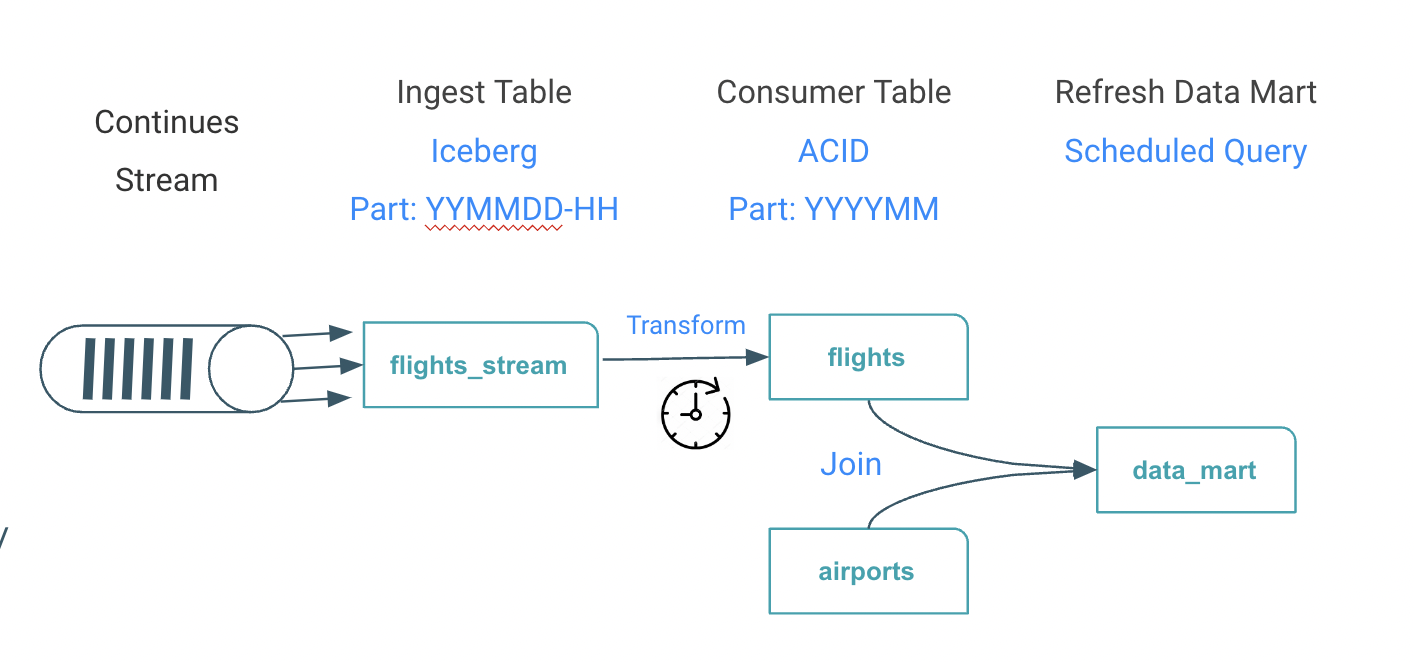 Continues
Stream
Ingest Table
Iceberg
Part: YYMMDD-HH
Consumer Table
ACID
Part: YYYYMM
Refresh Data Mart
Scheduled Query
flights_stream
Transform
flights
Join
airports
data_mart
/